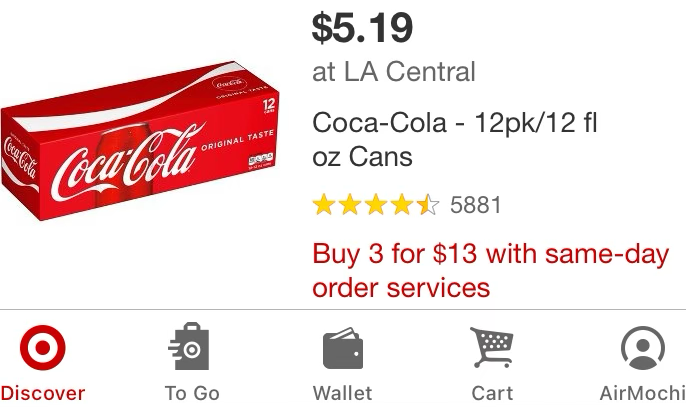 $5.19
at LA Central
Coca-Cola - 12pk/12 fl
oz Cans
5881
Buy 3 for $13 with same-day
order services
Coca-Cola
ORIGINAL TASTE
12
CANS
Coca-Cola
ORIGINAL TASTE
Coca-Cola
Discover
To Go
Wallet
Cart
AirMochi